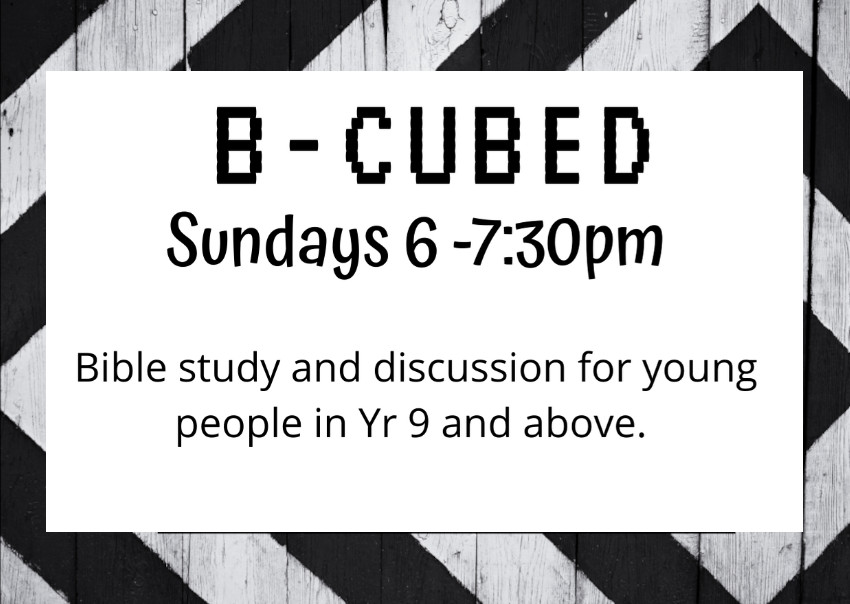 B-CUBED
Sundays 6 -7:30pm
Bible study and discussion for young
people in Yr 9 and above.